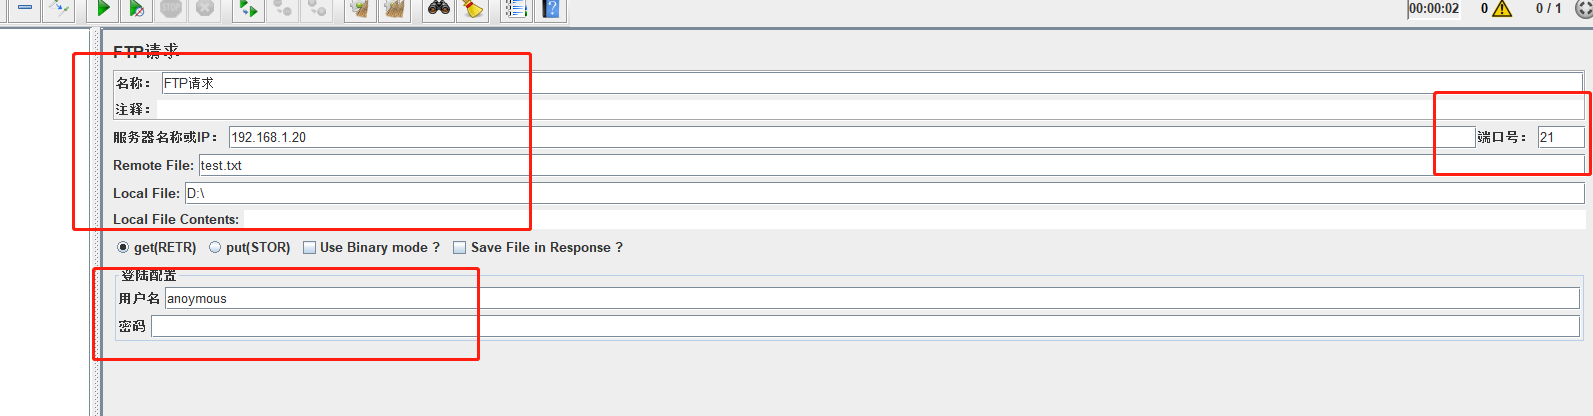 00:00:02 0 0 / 1
FTP请求
名称： FTP请求
注释：
服务器名称或IP： 192.168.1.20 端口号： 21
Remote File: test.txt
Local File: D:\
Local File Contents:
get(RETR) put(STOR) Use Binary mode ? Save File in Response ?
登陆配置
用户名 anoymous
密码